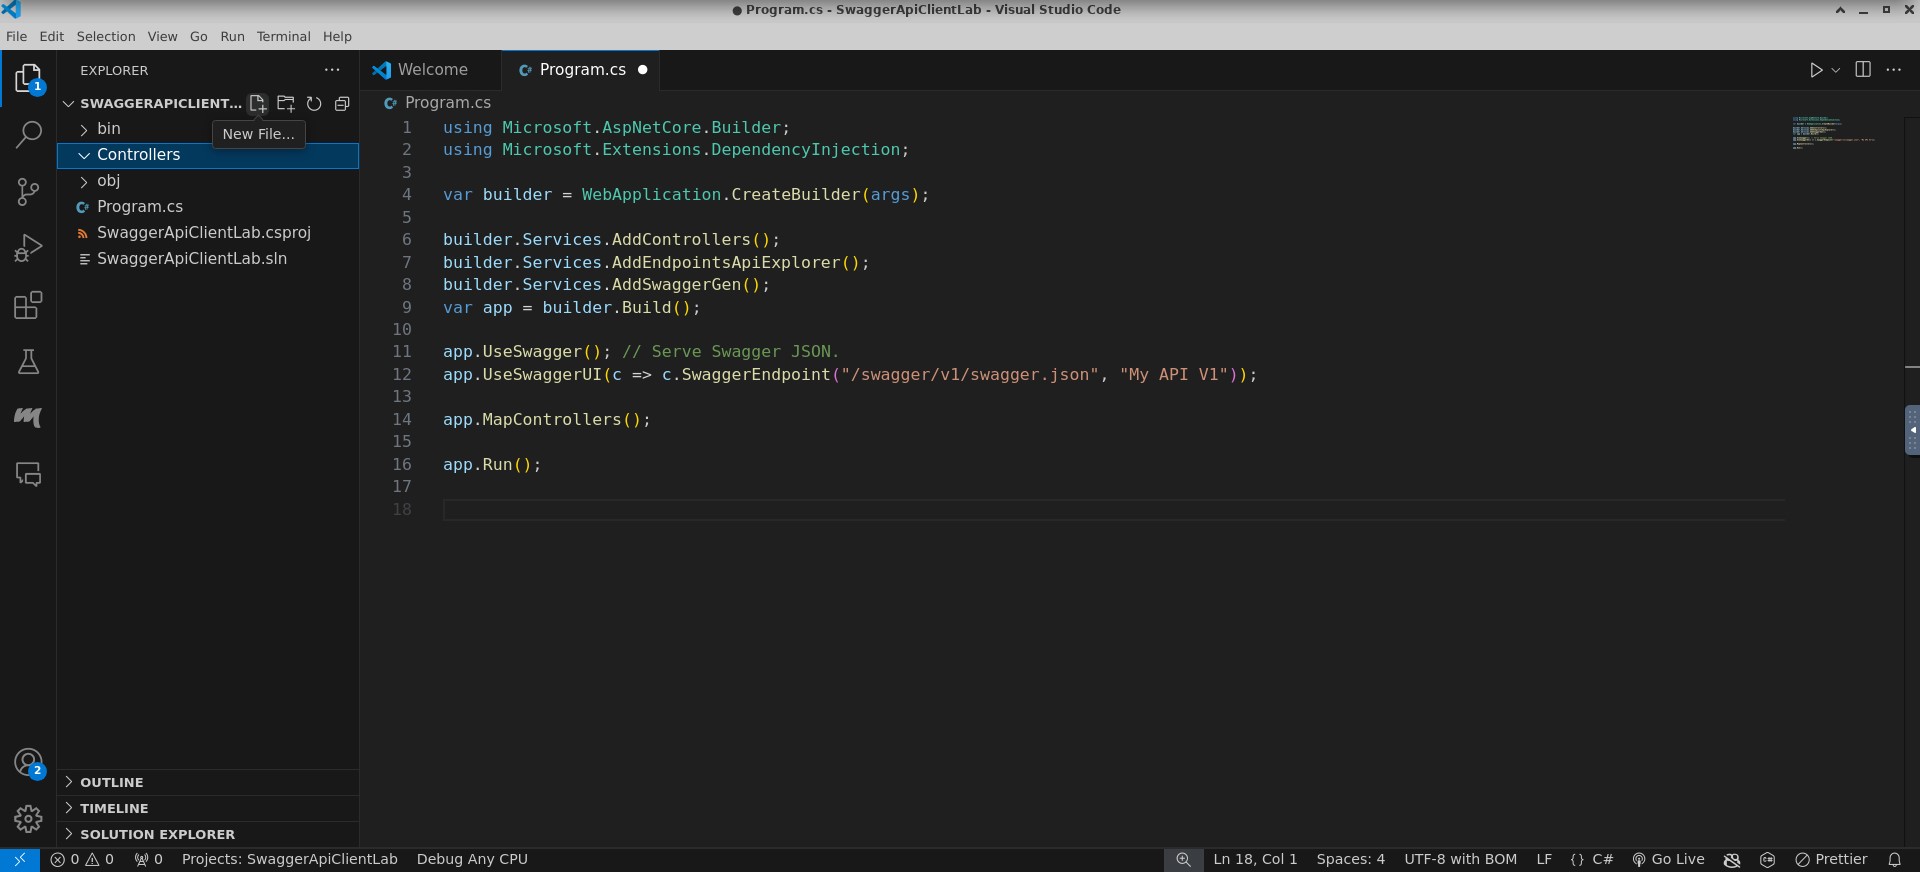 ● Program.cs - SwaggerApiClientLab - Visual Studio Code
File Edit Selection View Go Run Terminal Help
EXPLORER
Welcome
Program.cs
1
SWAGGERAPICLIENT...
Program.cs
New File...
bin
Controllers
obj
Program.cs
SwaggerApiClientLab.csproj
SwaggerApiClientLab.sln
1 using Microsoft.AspNetCore.Builder;
2 using Microsoft.Extensions.DependencyInjection;
3
4 var builder = WebApplication.CreateBuilder(args);
5
6 builder.Services.AddControllers();
7 builder.Services.AddEndpointsApiExplorer();
8 builder.Services.AddSwaggerGen();
9 var app = builder.Build();
10
11 app.UseSwagger(); // Serve Swagger JSON.
12 app.UseSwaggerUI(c => c.SwaggerEndpoint("/swagger/v1/swagger.json", "My API V1"));
13
14 app.MapControllers();
15
16 app.Run();
17
18
2
OUTLINE
TIMELINE
SOLUTION EXPLORER
0 0 0 Projects: SwaggerApiClientLab Debug Any CPU Ln 18, Col 1 Spaces: 4 UTF-8 with BOM LF {} C# Go Live Prettier